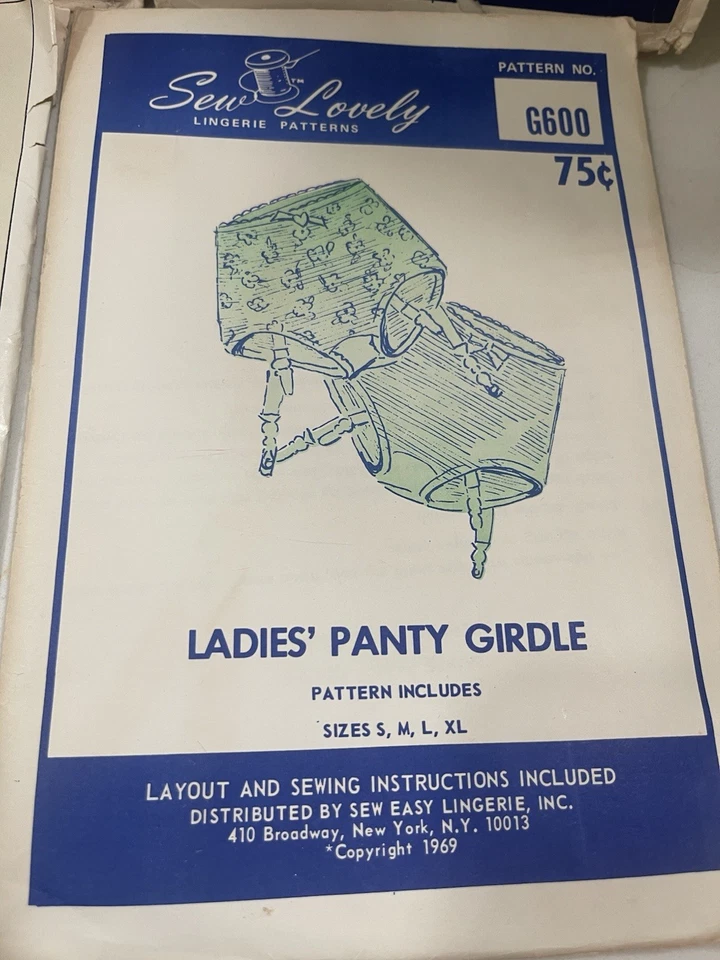 Sew Lovely™
LINGERIE PATTERNS
PATTERN NO.
G600
75¢
LADIES' PANTY GIRDLE
PATTERN INCLUDES
SIZES S, M, L, XL
LAYOUT AND SEWING INSTRUCTIONS INCLUDED
DISTRIBUTED BY SEW EASY LINGERIE, INC.
410 Broadway, New York, N.Y. 10013
*Copyright 1969